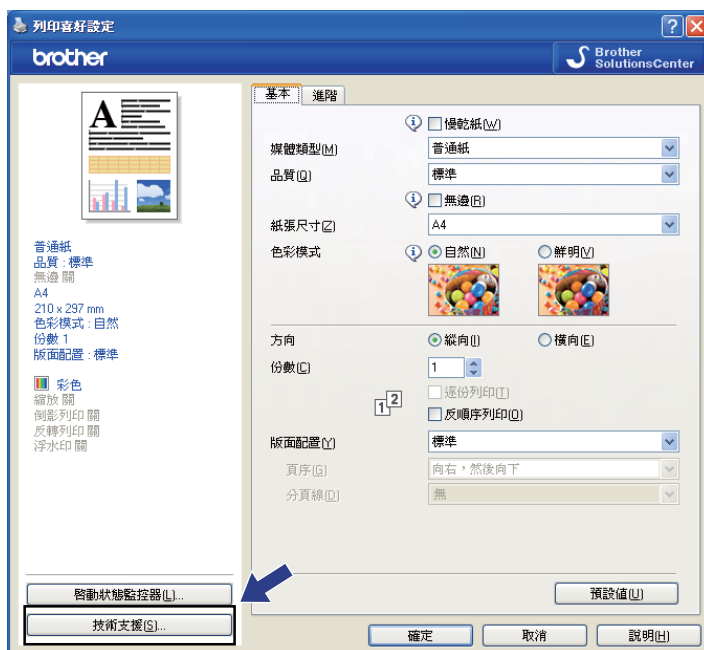 列印喜好設定
brother
Brother
SolutionsCenter
基本
進階
慢乾紙(W)
媒體類型(M)
普通紙
品質(Q)
標準
無邊(R)
紙張尺寸(Z)
A4
色彩模式
自然(N)
鮮明(V)
方向
縱向(I)
橫向(E)
份數(C)
1
逐份列印(T)
1 2
反順序列印(O)
版面配置(Y)
標準
頁序(G)
向右，然後向下
分頁線(D)
無
A
普通紙
品質 : 標準
無邊 關
A4
210 x 297 mm
色彩模式 : 自然
份數 1
版面配置 : 標準
彩色
縮放 關
倒影列印 關
反轉列印 關
浮水印 關
啓動狀態監控器(L)...
技術支援(S)...
預設值(U)
確定
取消
說明(H)